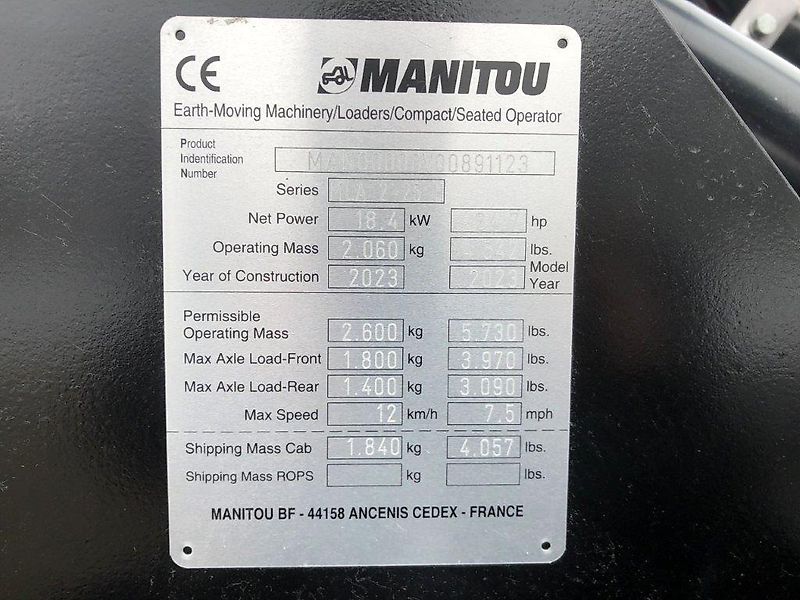 CE MANITOU
Earth-Moving Machinery/Loaders/Compact/Seated Operator
Product
Indentification
Number
Series
Net Power 18.4 kW hp
Operating Mass 2.060 kg lbs.
Year of Construction 2023 2023 Model Year
Permissible
Operating Mass 2.600 kg 5.730 lbs.
Max Axle Load-Front 1.800 kg 3.970 lbs.
Max Axle Load-Rear 1.400 kg 3.090 lbs.
Max Speed 12 km/h 7.5 mph
Shipping Mass Cab 1.840 kg 4.057 lbs.
Shipping Mass ROPS kg lbs.
MANITOU BF - 44158 ANCENIS CEDEX - FRANCE